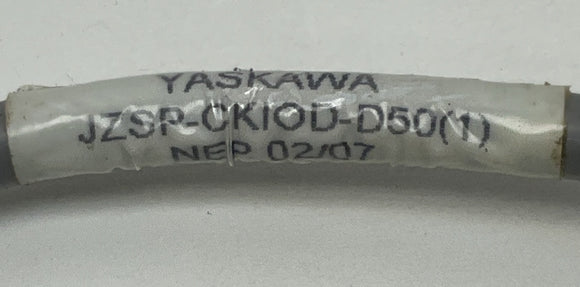 YASKAWA
JZSP-CKIOD-D50(1)
NEP 02/07